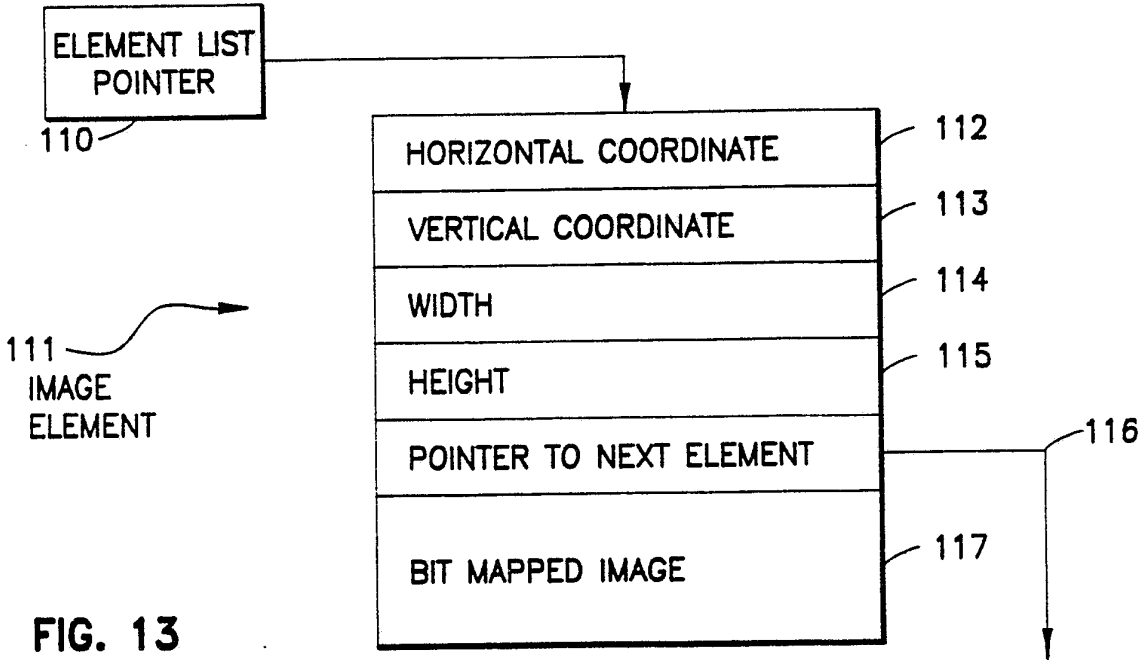 ELEMENT LIST
POINTER
110
HORIZONTAL COORDINATE
112
VERTICAL COORDINATE
113
WIDTH
114
111
IMAGE
ELEMENT
HEIGHT
115
POINTER TO NEXT ELEMENT
116
BIT MAPPED IMAGE
117
FIG. 13